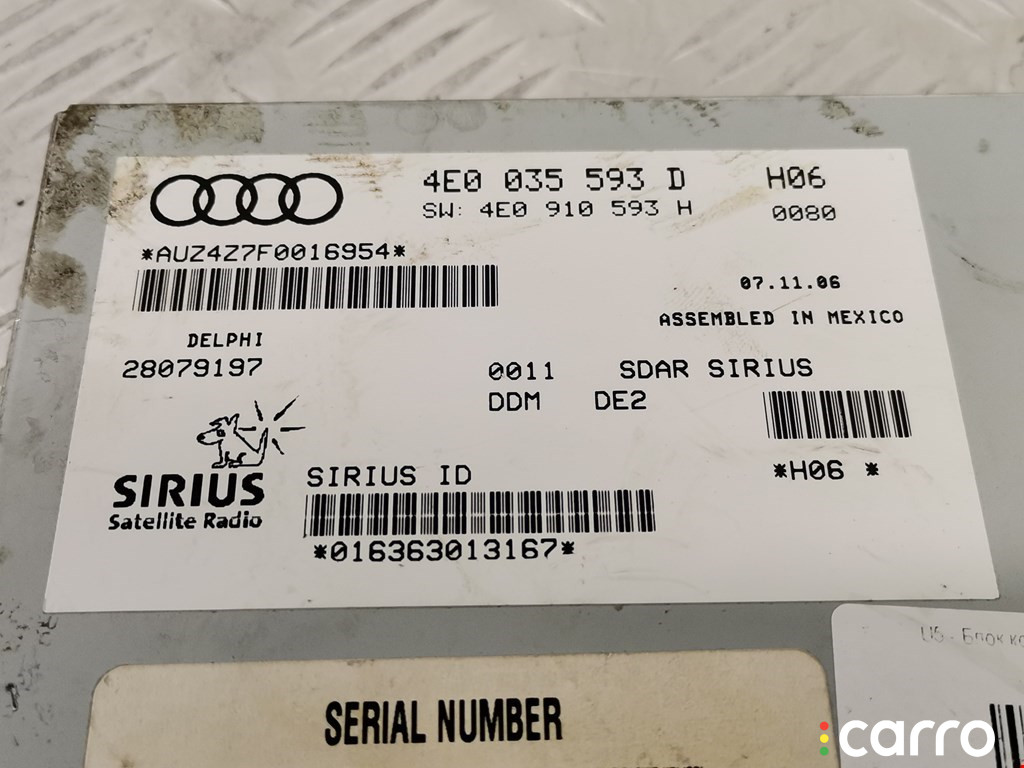 4E0 035 593 D H06
SW: 4E0 910 593 H 0080
*AUZ4Z7F0016954*
07.11.06
ASSEMBLED IN MEXICO
DELPHI
28079197 0011 SDAR SIRIUS
DDM DE2
SIRIUS
Satellite Radio
SIRIUS ID
*H06 *
*016363013167*
SERIAL NUMBER
carro